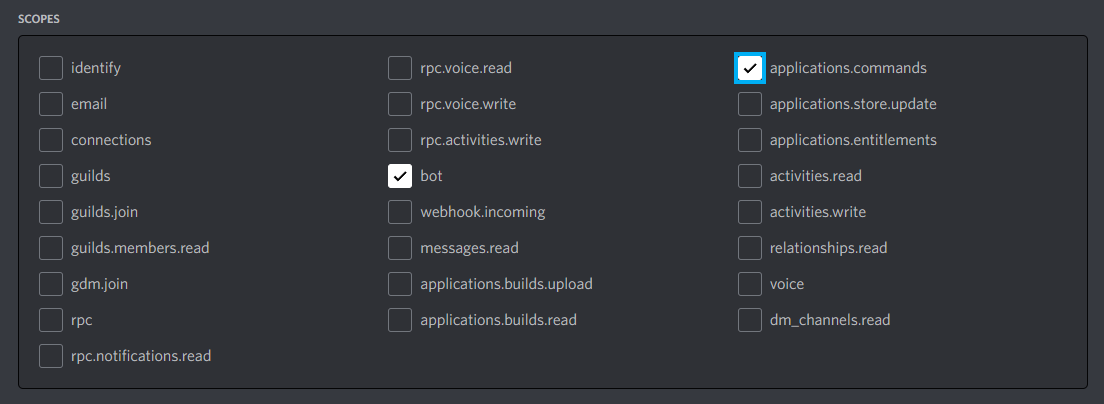 SCOPES
identify
email
connections
guilds
guilds.join
guilds.members.read
gdm.join
rpc
rpc.notifications.read
rpc.voice.read
rpc.voice.write
rpc.activities.write
bot
webhook.incoming
messages.read
applications.builds.upload
applications.builds.read
applications.commands
applications.store.update
applications.entitlements
activities.read
activities.write
relationships.read
voice
dm_channels.read